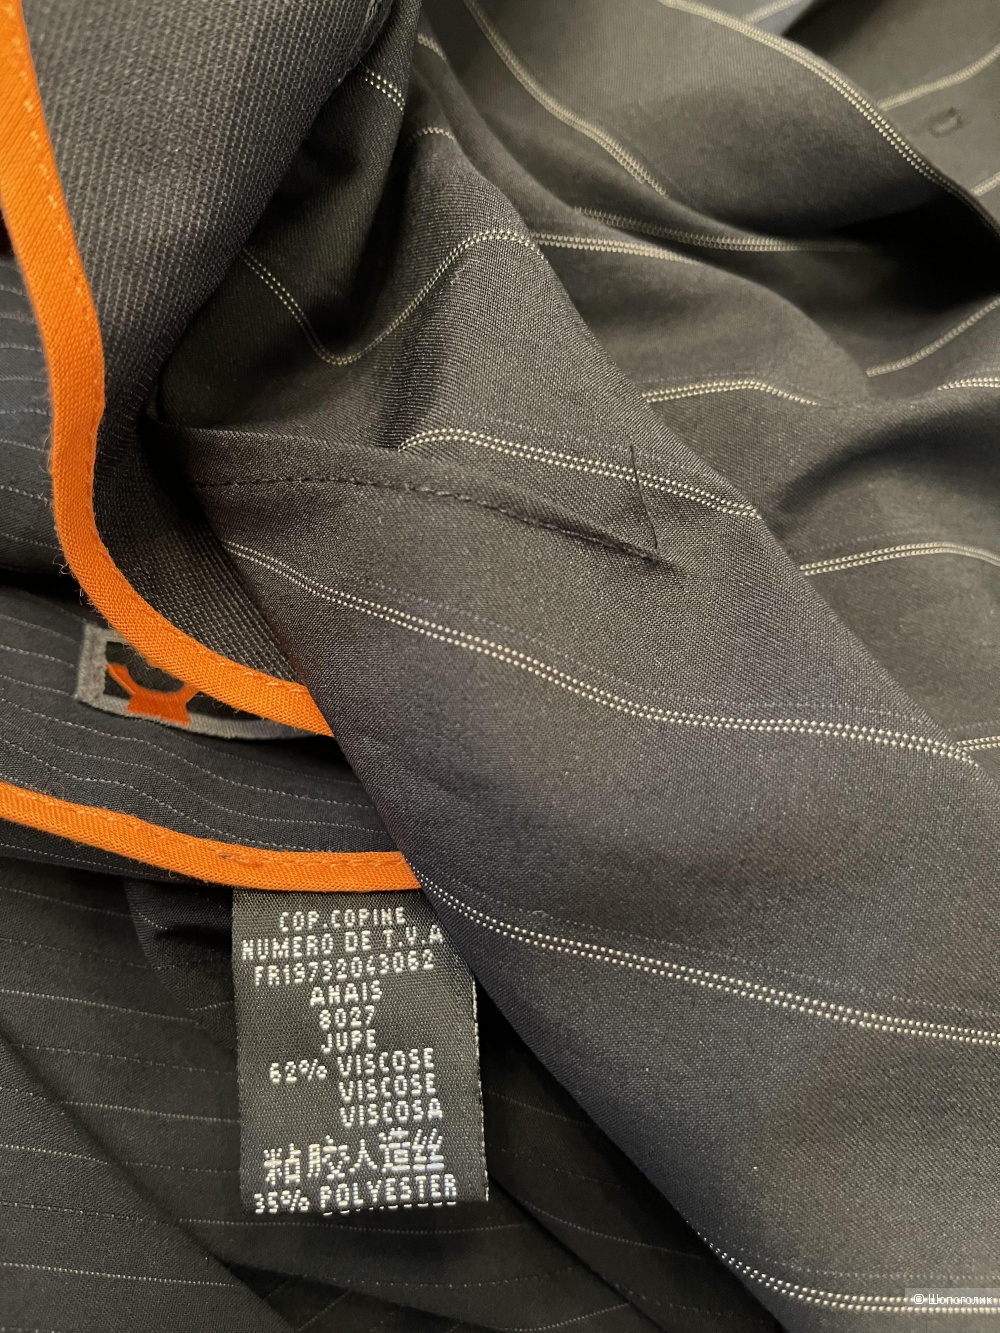 COP.COPINE
NUMERO DE T.V.A
FR19732043062
ANAIS
8027
JUPE
62% VISCOSE
VISCOSE
VISCOSA
粘胶人造丝
35% POLYESTER
© Шопоголик